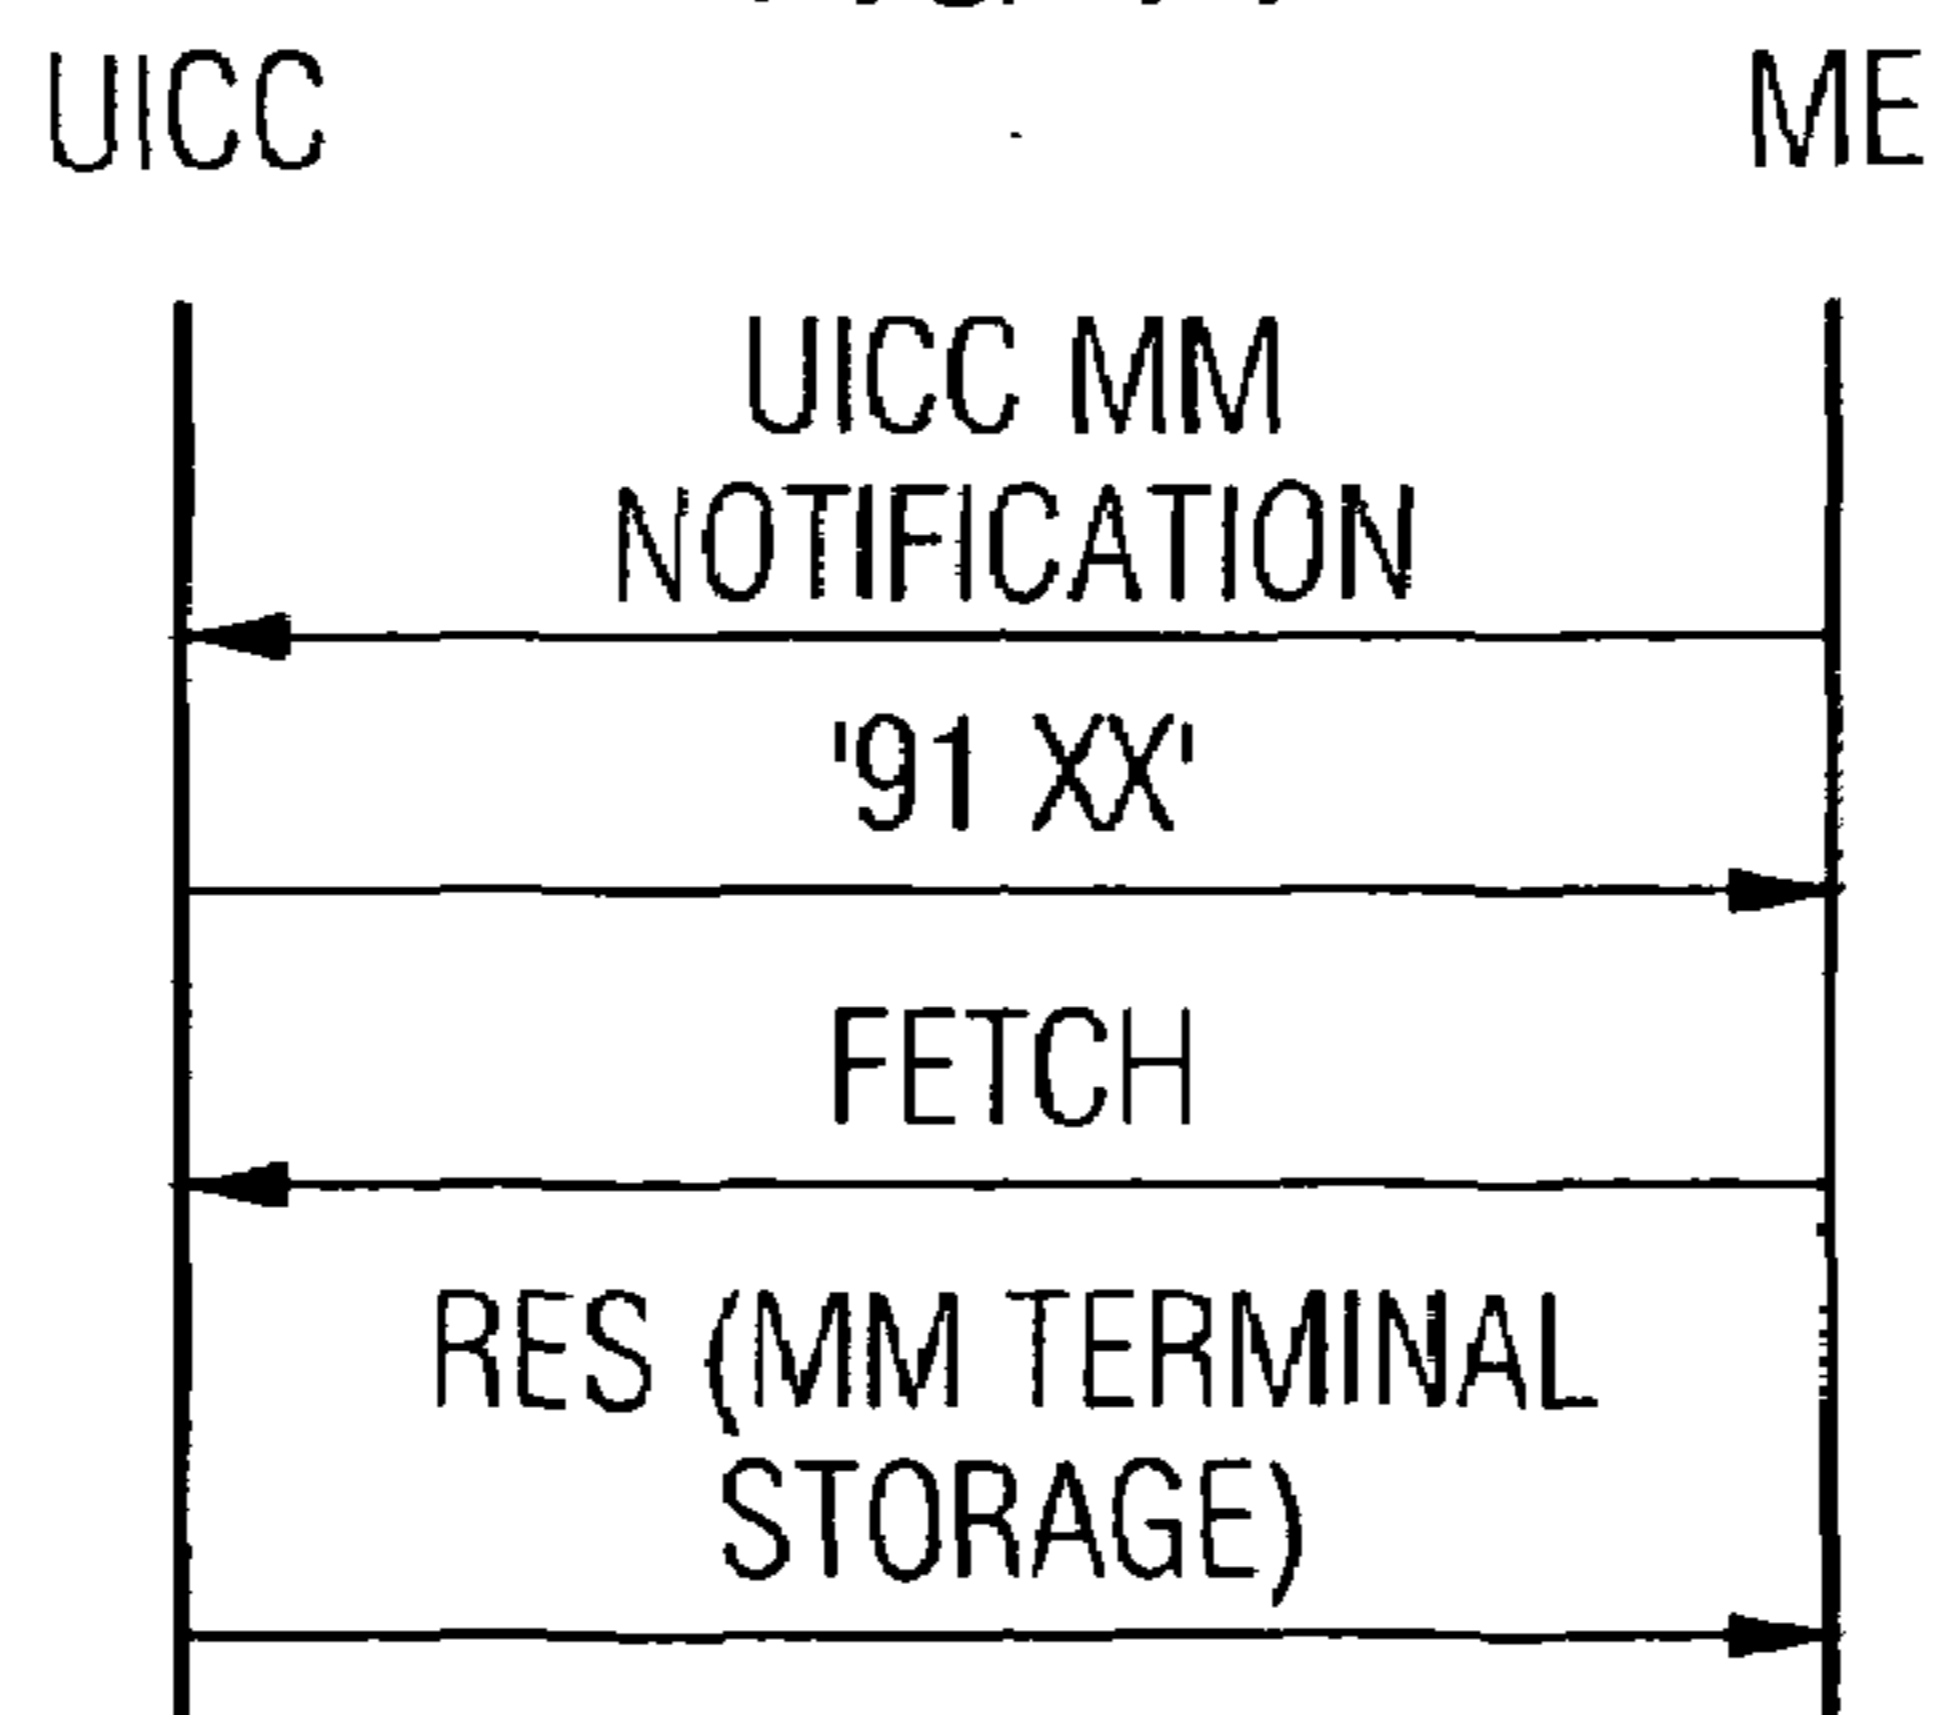 UICC ME
UICC MM
NOTIFICATION
'91 XX'
FETCH
RES (MM TERMINAL
STORAGE)